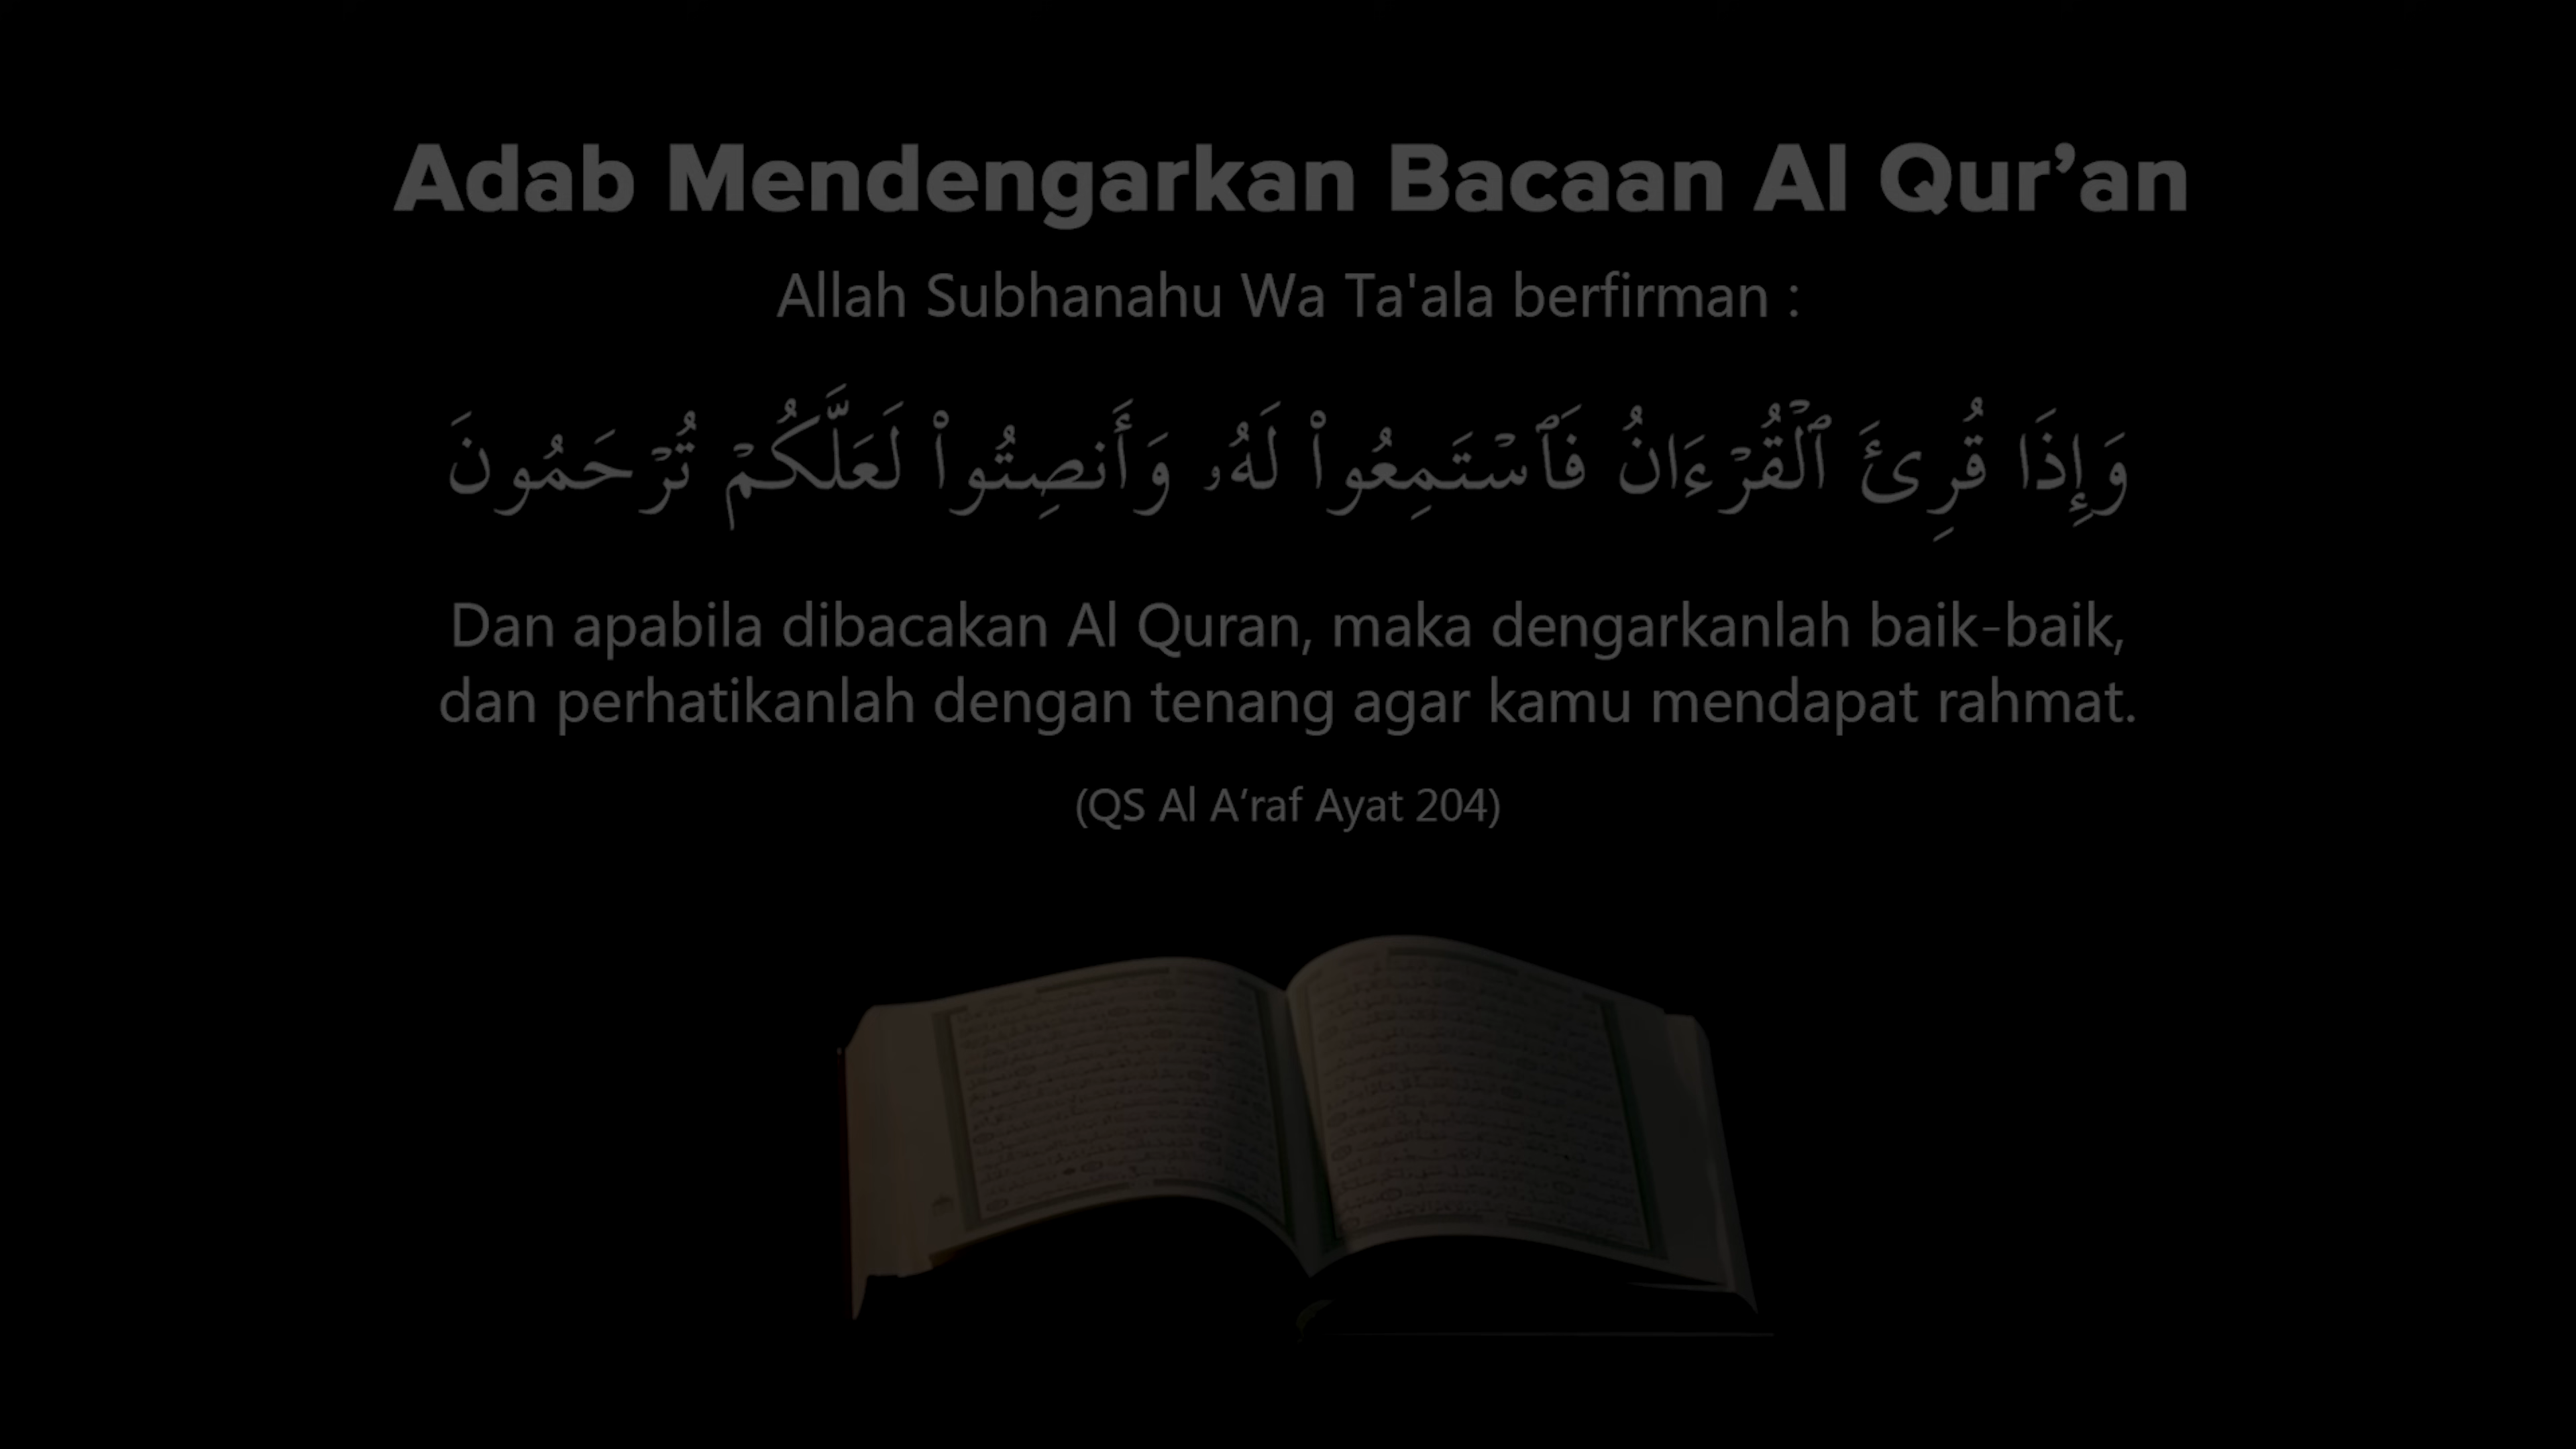 Adab Mendengarkan Bacaan Al Qur’an
Allah Subhanahu Wa Ta'ala berfirman :
وَإِذَا قُرِئَ ٱلْقُرْءَانُ فَٱسْتَمِعُوا۟ لَهُۥ وَأَنصِتُوا۟ لَعَلَّكُمْ تُرْحَمُونَ
Dan apabila dibacakan Al Quran, maka dengarkanlah baik-baik,
dan perhatikanlah dengan tenang agar kamu mendapat rahmat.
(QS Al A‘raf Ayat 204)